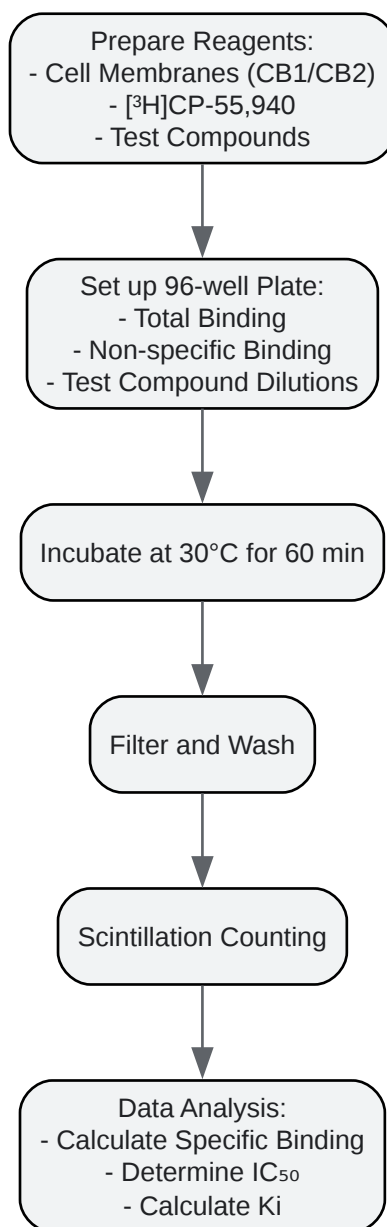 Prepare Reagents:
- Cell Membranes (CB1/CB2)
- [³H]CP-55,940
- Test Compounds
Set up 96-well Plate:
- Total Binding
- Non-specific Binding
- Test Compound Dilutions
Incubate at 30°C for 60 min
Filter and Wash
Scintillation Counting
Data Analysis:
- Calculate Specific Binding
- Determine IC₅₀
- Calculate Ki